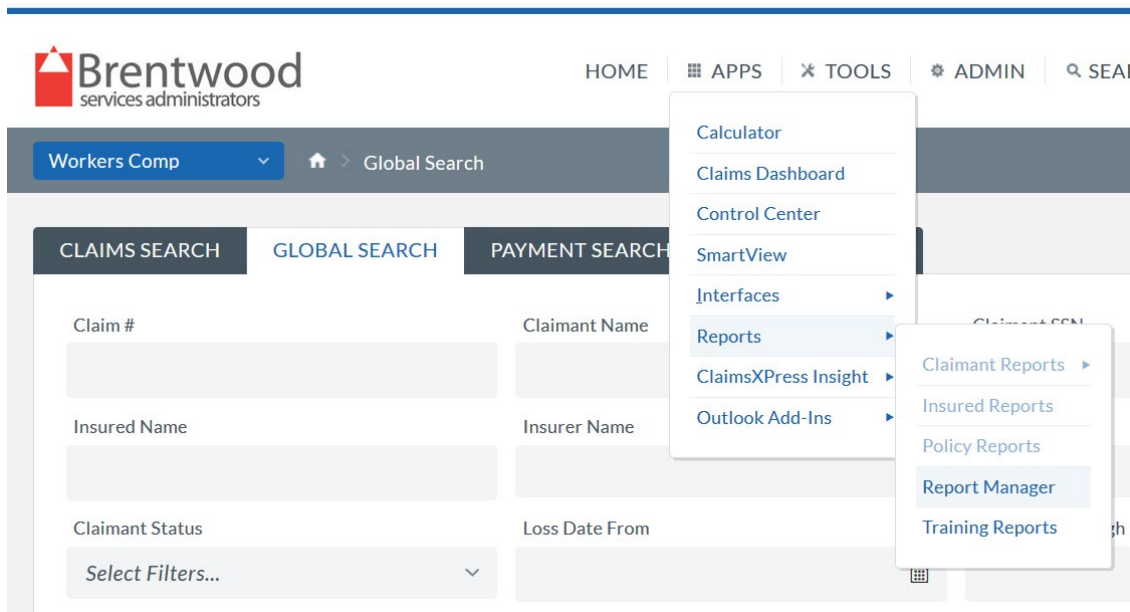 Brentwood
services administrators
HOME APPS TOOLS ADMIN
Workers Comp > Global Search
CLAIMS SEARCH GLOBAL SEARCH PAYMENT SEARCH
Calculator
Claims Dashboard
Control Center
SmartView
Interfaces
Reports
ClaimsXPress Insight
Outlook Add-Ins
Claimant Reports
Insured Reports
Policy Reports
Report Manager
Training Reports
Claim # Claimant Name
Insured Name Insurer Name
Claimant Status Loss Date From
Select Filters...